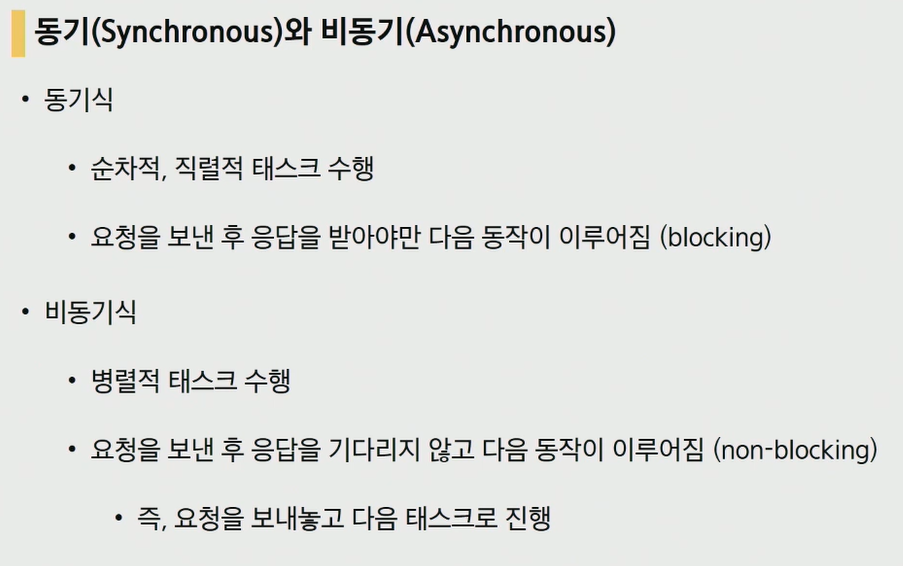 동기(Synchronous)와 비동기(Asynchronous)
• 동기식
• 순차적, 직렬적 태스크 수행
• 요청을 보낸 후 응답을 받아야만 다음 동작이 이루어짐 (blocking)
• 비동기식
• 병렬적 태스크 수행
• 요청을 보낸 후 응답을 기다리지 않고 다음 동작이 이루어짐 (non-blocking)
• 즉, 요청을 보내놓고 다음 태스크로 진행